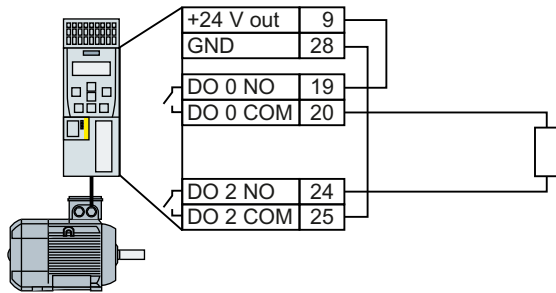 +24 V out 9
GND 28
DO 0 NO 19
DO 0 COM 20
DO 2 NO 24
DO 2 COM 25